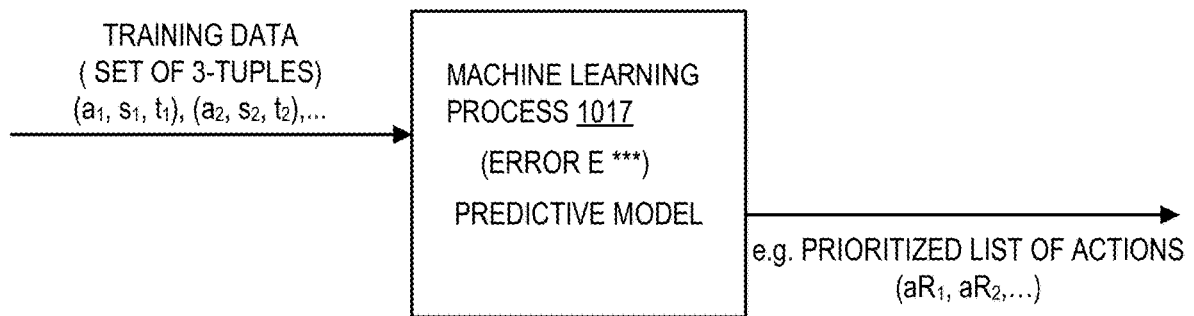 TRAINING DATA
( SET OF 3-TUPLES)
(a₁, s₁, t₁), (a₂, s₂, t₂),...
MACHINE LEARNING
PROCESS 1017
(ERROR E ***)
PREDICTIVE MODEL
e.g. PRIORITIZED LIST OF ACTIONS
(aR₁, aR₂,...)